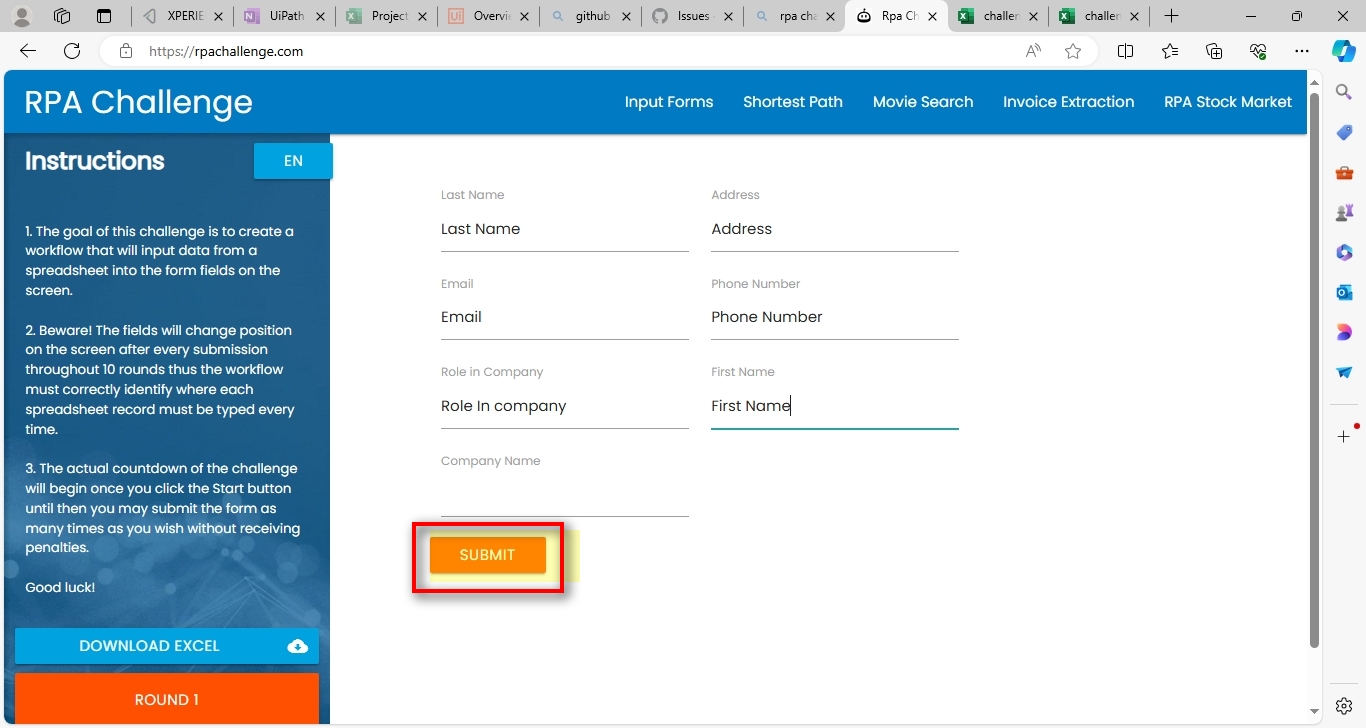 XPERIE
UiPath
Project
Overvie
github
Issues -
rpa cha
Rpa Ch
challen
challen
https://rpachallenge.com
RPA Challenge
Input Forms
Shortest Path
Movie Search
Invoice Extraction
RPA Stock Market
Instructions
EN
1. The goal of this challenge is to create a
workflow that will input data from a
spreadsheet into the form fields on the
screen.
2. Beware! The fields will change position
on the screen after every submission
throughout 10 rounds thus the workflow
must correctly identify where each
spreadsheet record must be typed every
time.
3. The actual countdown of the challenge
will begin once you click the Start button
until then you may submit the form as
many times as you wish without receiving
penalties.
Good luck!
DOWNLOAD EXCEL
ROUND 1
Last Name
Last Name
Address
Address
Email
Email
Phone Number
Phone Number
Role in Company
Role In company
First Name
First Name
Company Name
SUBMIT